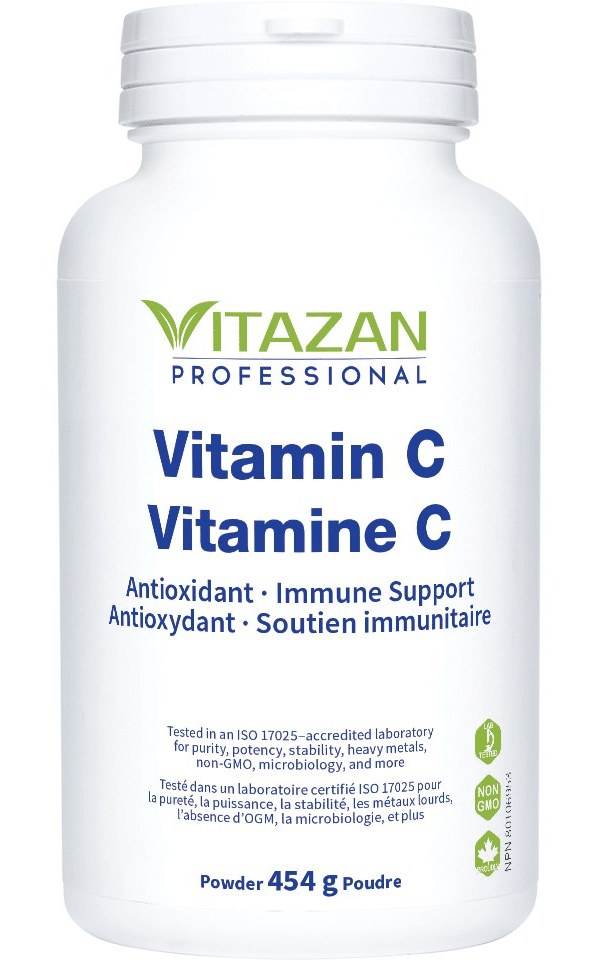 VITAZAN
PROFESSIONAL
Vitamin C
Vitamine C
Antioxidant · Immune Support
Antioxydant · Soutien immunitaire
Tested in an ISO 17025–accredited laboratory
for purity, potency, stability, heavy metals,
non-GMO, microbiology, and more
Testé dans un laboratoire certifié ISO 17025 pour
la pureté, la puissance, la stabilité, les métaux lourds,
l’absence d’OGM, la microbiologie, et plus
LAB
TESTED
NON
GMO
PROUDLY
NPN 80106953
Powder 454 g Poudre